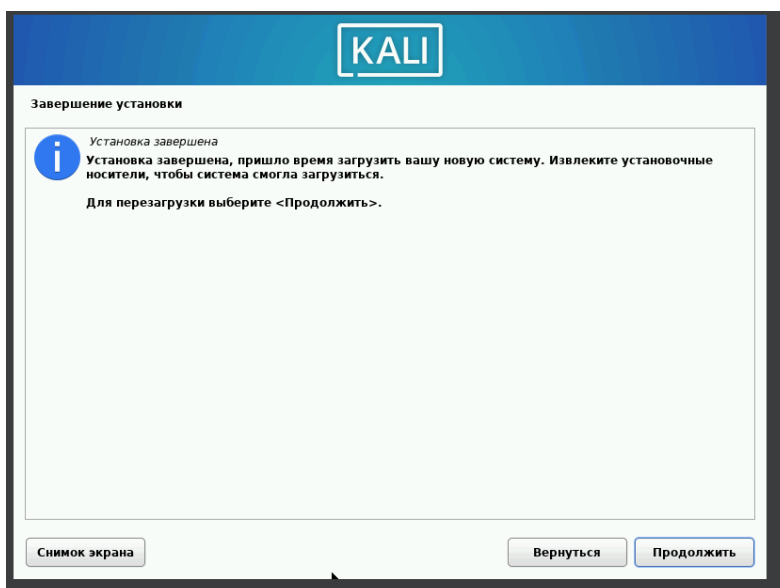 KALI
Завершение установки
Установка завершена
Установка завершена, пришло время загрузить вашу новую систему. Извлеките установочные
носители, чтобы система смогла загрузиться.
Для перезагрузки выберите <Продолжить>.
Снимок экрана
Вернуться
Продолжить